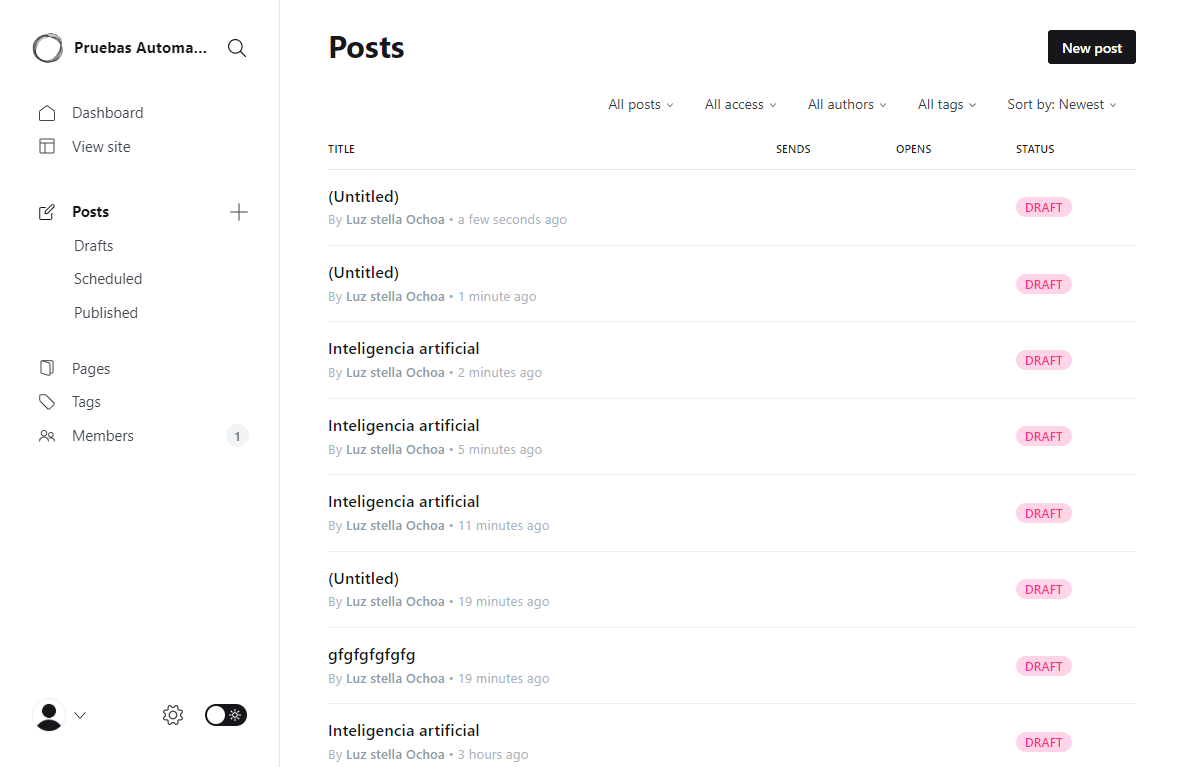 Pruebas Automa...
Dashboard
View site
Posts
Drafts
Scheduled
Published
Pages
Tags
Members 1
Posts
New post
All posts All access All authors All tags Sort by: Newest
TITLE SENDS OPENS STATUS
(Untitled)
By Luz stella Ochoa • a few seconds ago
DRAFT
(Untitled)
By Luz stella Ochoa • 1 minute ago
DRAFT
Inteligencia artificial
By Luz stella Ochoa • 2 minutes ago
DRAFT
Inteligencia artificial
By Luz stella Ochoa • 5 minutes ago
DRAFT
Inteligencia artificial
By Luz stella Ochoa • 11 minutes ago
DRAFT
(Untitled)
By Luz stella Ochoa • 19 minutes ago
DRAFT
gfgfgfgfgfg
By Luz stella Ochoa • 19 minutes ago
DRAFT
Inteligencia artificial
By Luz stella Ochoa • 3 hours ago
DRAFT